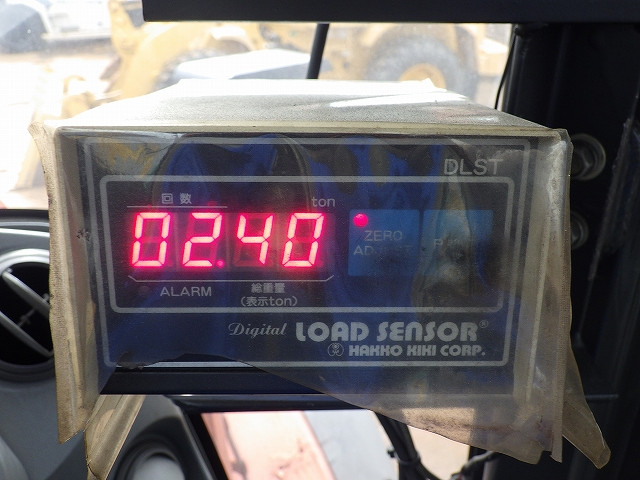 DLST
回数
ton
02.40
ZERO
ALARM
総重量
(表示ton)
Digital LOAD SENSOR®
HAKKO KIKI CORP.